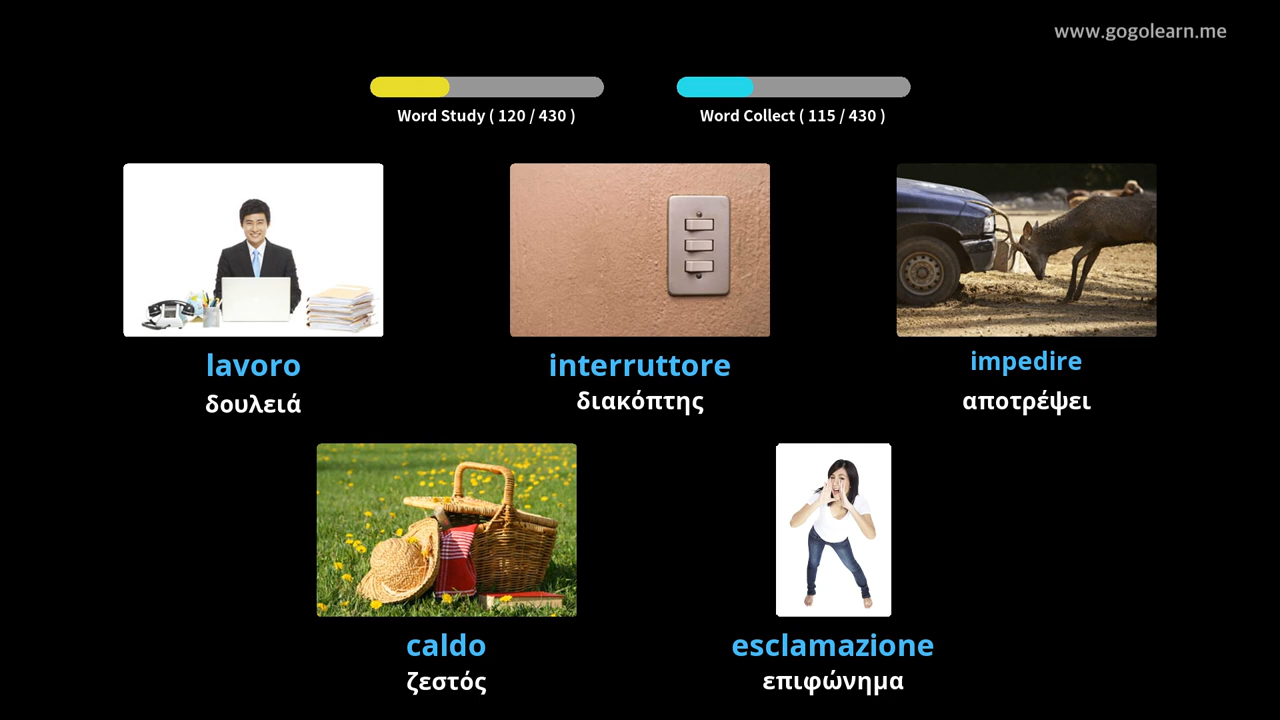 www.gogolearn.me
Word Study ( 120 / 430 )
Word Collect ( 115 / 430 )
lavoro
δουλειά
interruttore
διακόπτης
impedire
αποτρέψει
caldo
ζεστός
esclamazione
επιφώνημα